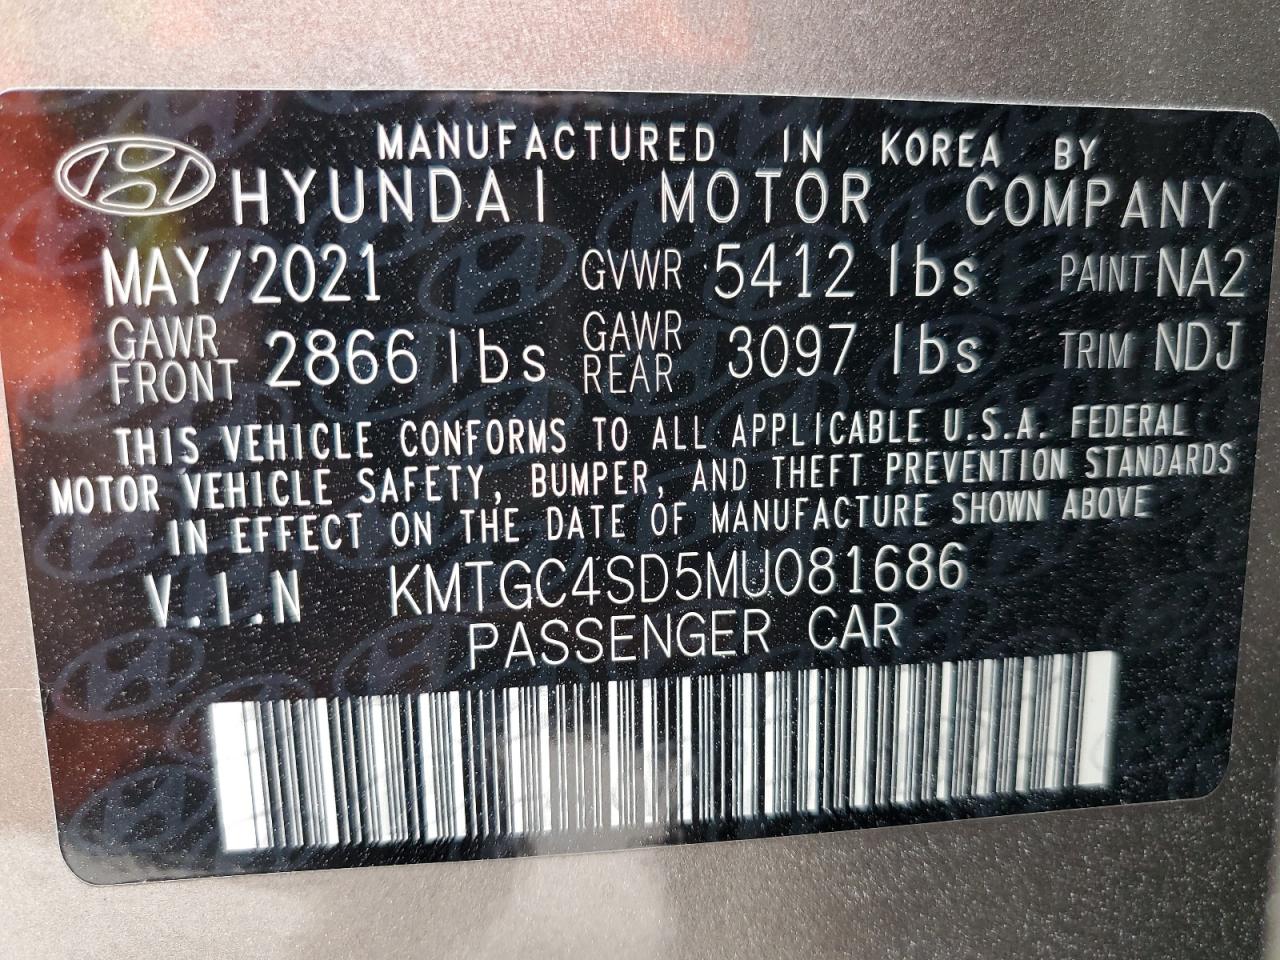 MANUFACTURED IN KOREA BY
HYUNDAI MOTOR COMPANY
MAY/2021 GVWR 5412 lbs PAINT NA2
GAWR FRONT 2866 lbs GAWR REAR 3097 lbs TRIM NDJ
THIS VEHICLE CONFORMS TO ALL APPLICABLE U.S.A. FEDERAL
MOTOR VEHICLE SAFETY, BUMPER, AND THEFT PREVENTION STANDARDS
IN EFFECT ON THE DATE OF MANUFACTURE SHOWN ABOVE
V.I.N KMTGC4SD5MU081686
PASSENGER CAR